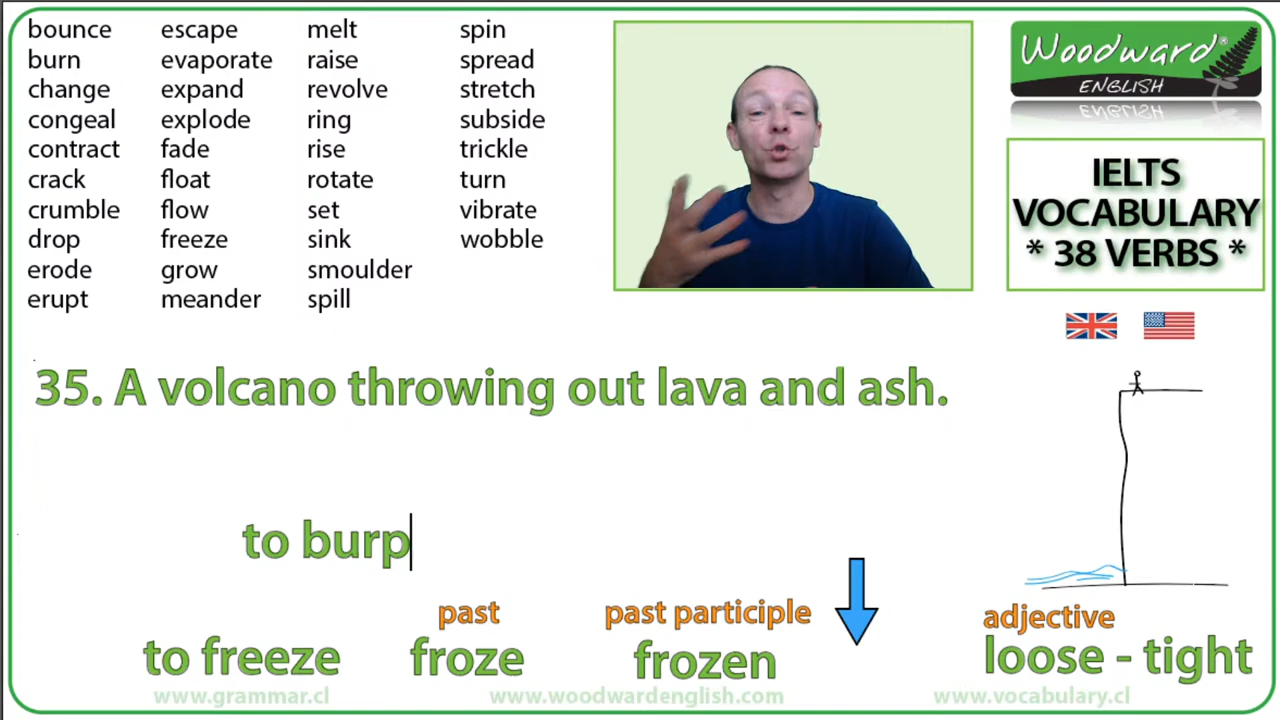 bounce escape melt spin
burn evaporate raise spread
change expand revolve stretch
congeal explode ring subside
contract fade rise trickle
crack float rotate turn
crumble flow set vibrate
drop freeze sink wobble
erode grow smoulder
erupt meander spill
Woodward®
ENGLISH
IELTS
VOCABULARY
* 38 VERBS *
35. A volcano throwing out lava and ash.
to burp
past past participle adjective
to freeze froze frozen loose - tight
www.grammar.cl www.woodwardenglish.com www.vocabulary.cl